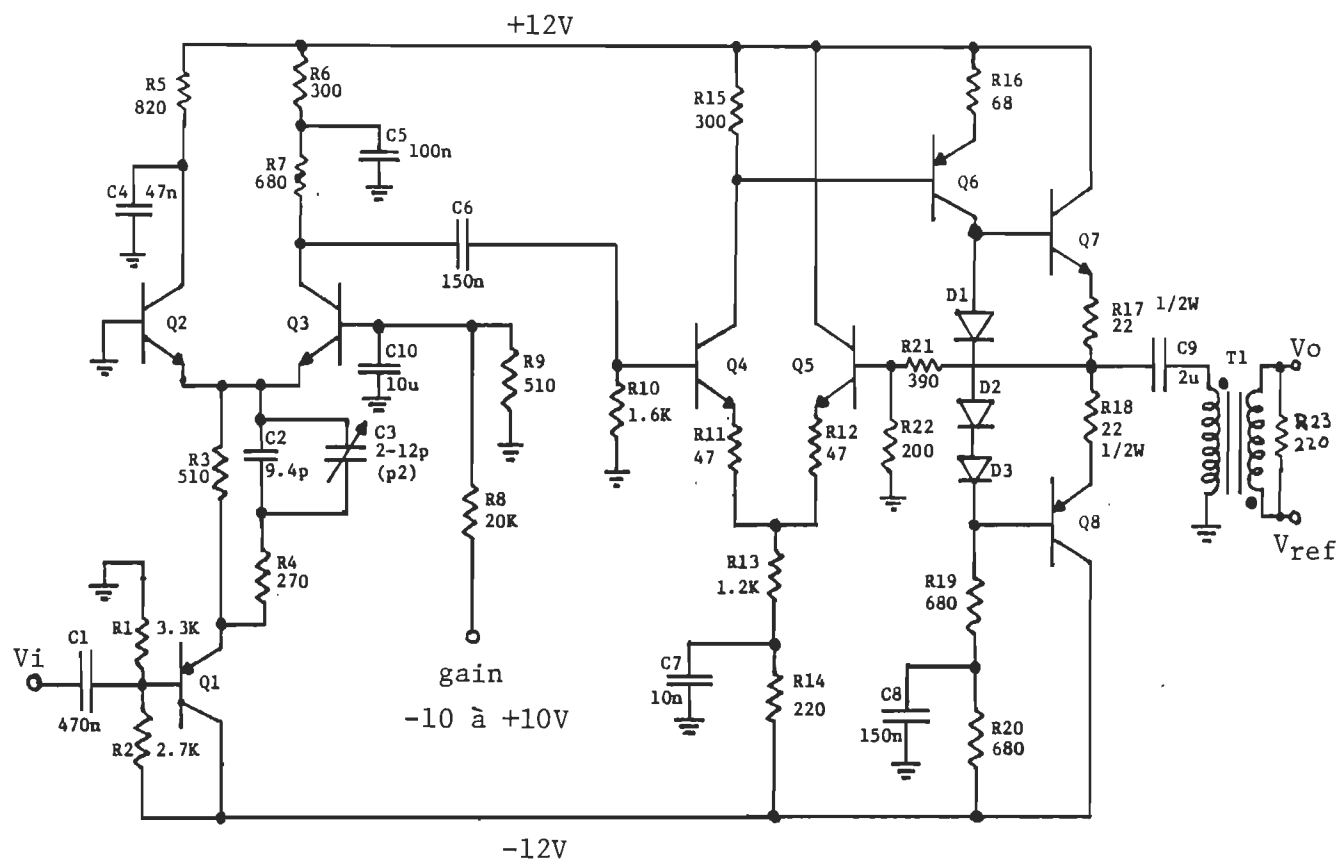 +12V
R5
820
R6
300
C5
100n
R7
680
C4 47n
C6
150n
Q2
Q3
C10
10u
R9
510
R3
510
C2
9.4p
C3
2-12p
(p2)
R8
20K
R4
270
R1 3.3K
C1
Vi
470n
Q1
R2 2.7K
gain
-10 à +10V
R15
300
R16
68
Q6
Q7
D1
R17 1/2W
22
C9
2u
T1
Vo
R23
220
Vref
Q4
Q5
R21
390
D2
R10
1.6K
R11
47
R12
47
R22
200
R18
22
1/2W
D3
Q8
R13
1.2K
R19
680
C7
10n
R14
220
C8
150n
R20
680
-12V